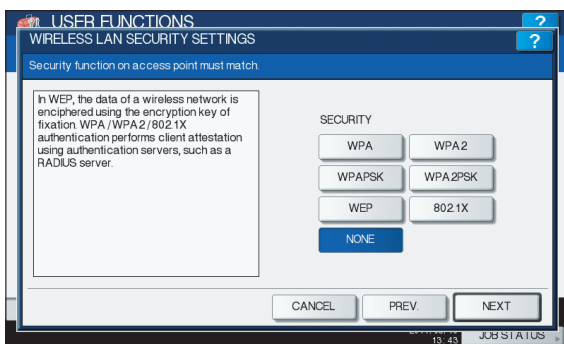 USER FUNCTIONS
?
WIRELESS LAN SECURITY SETTINGS
?
Security function on access point must match.
In WEP, the data of a wireless network is
enciphered using the encryption key of
fixation. WPA/WPA2/802.1X
authentication performs client attestation
using authentication servers, such as a
RADIUS server.
SECURITY
WPA
WPA2
WPAPSK
WPA2PSK
WEP
802.1X
NONE
CANCEL
PREV.
NEXT
13:43
JOB STATUS